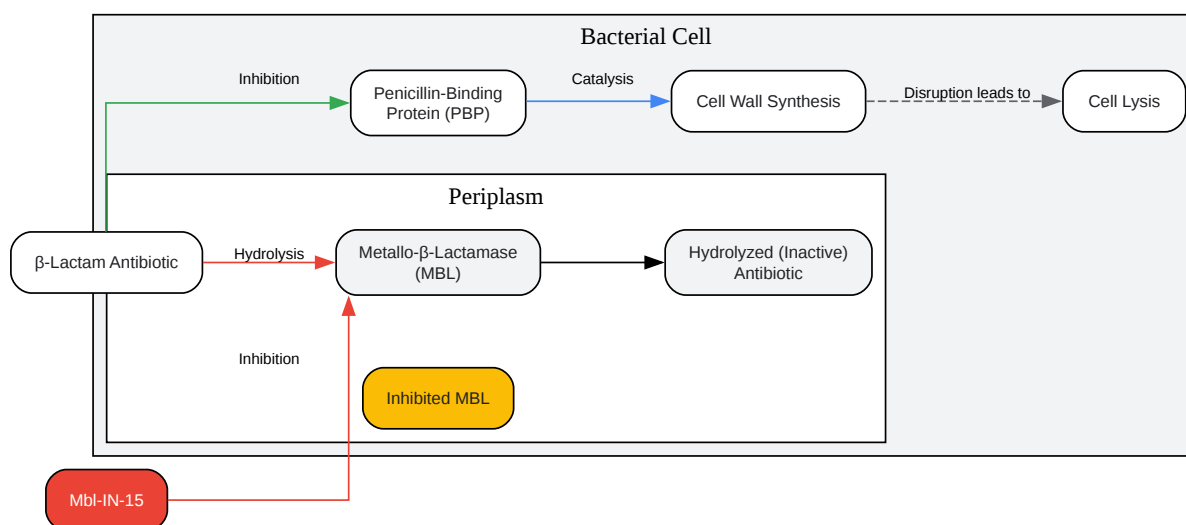 Bacterial Cell
Inhibition
Penicillin-Binding
Protein (PBP)
Catalysis
Cell Wall Synthesis
Disruption leads to
Cell Lysis
Periplasm
β-Lactam Antibiotic
Hydrolysis
Metallo-β-Lactamase
(MBL)
Hydrolyzed (Inactive)
Antibiotic
Inhibition
Inhibited MBL
Mbl-IN-15